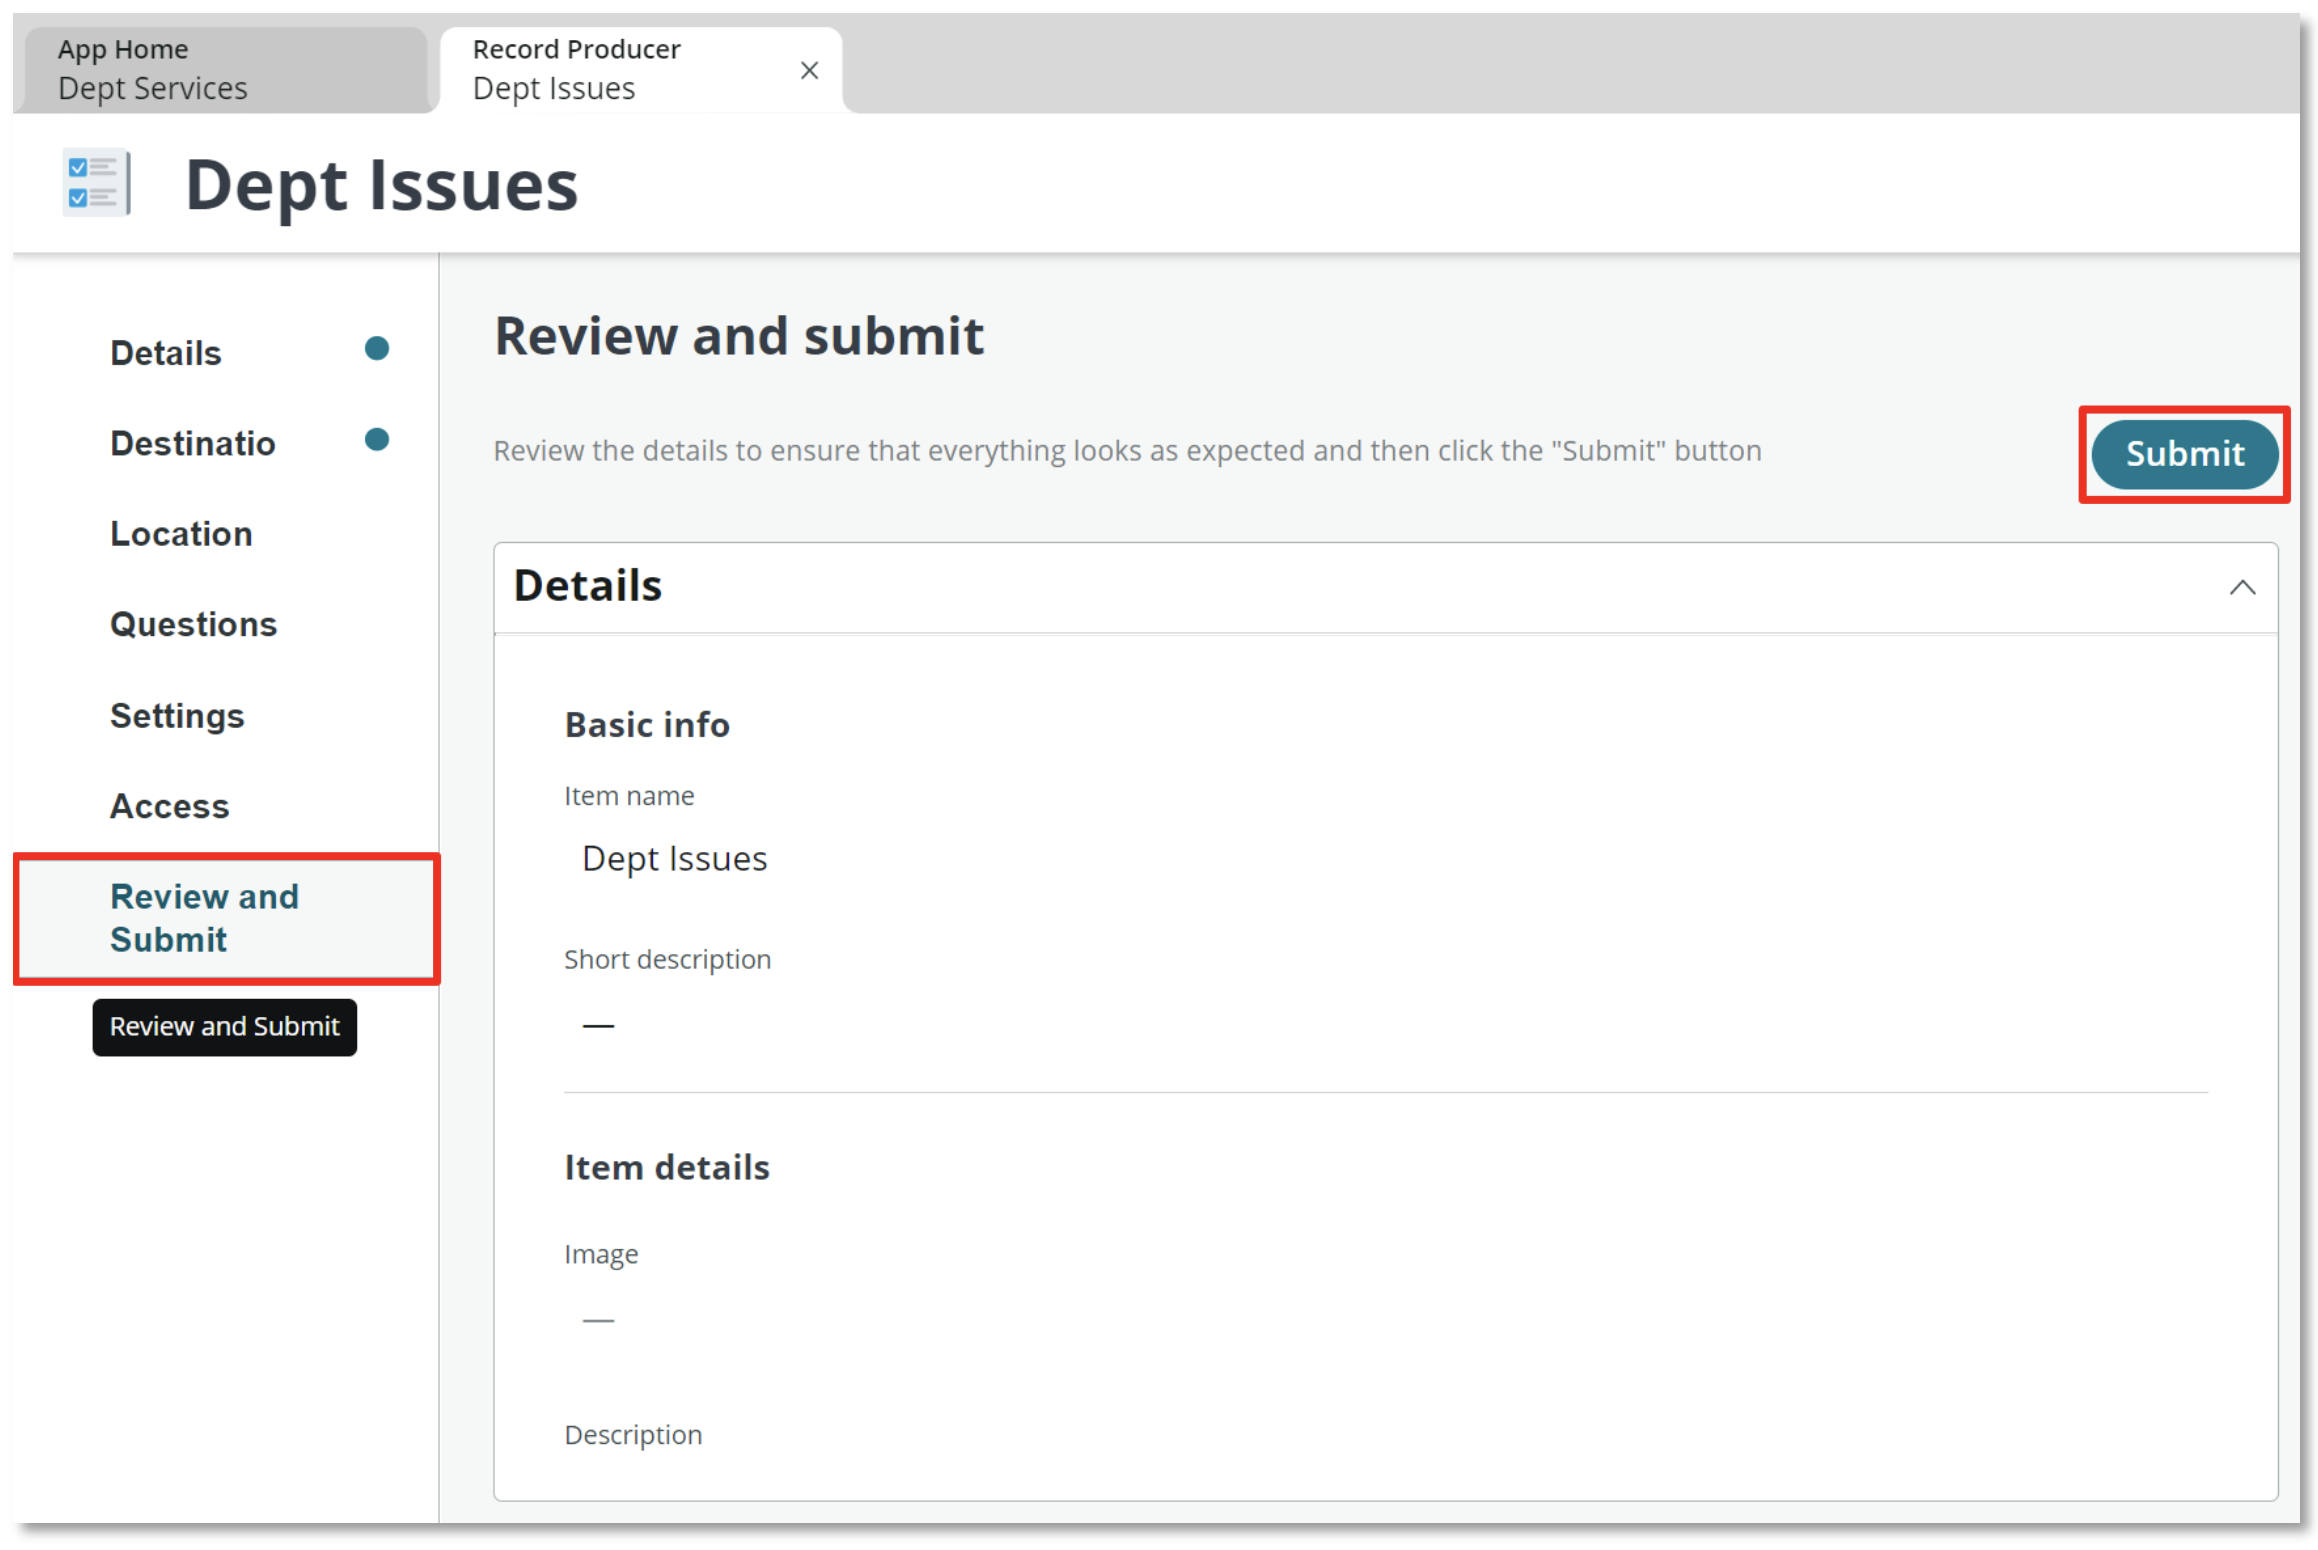 App Home
Dept Services
Record Producer
Dept Issues
Dept Issues
Details
Destinatio
Location
Questions
Settings
Access
Review and
Submit
Review and Submit
Review and submit
Review the details to ensure that everything looks as expected and then click the "Submit" button
Submit
Details
Basic info
Item name
Dept Issues
Short description
—
Item details
Image
—
Description